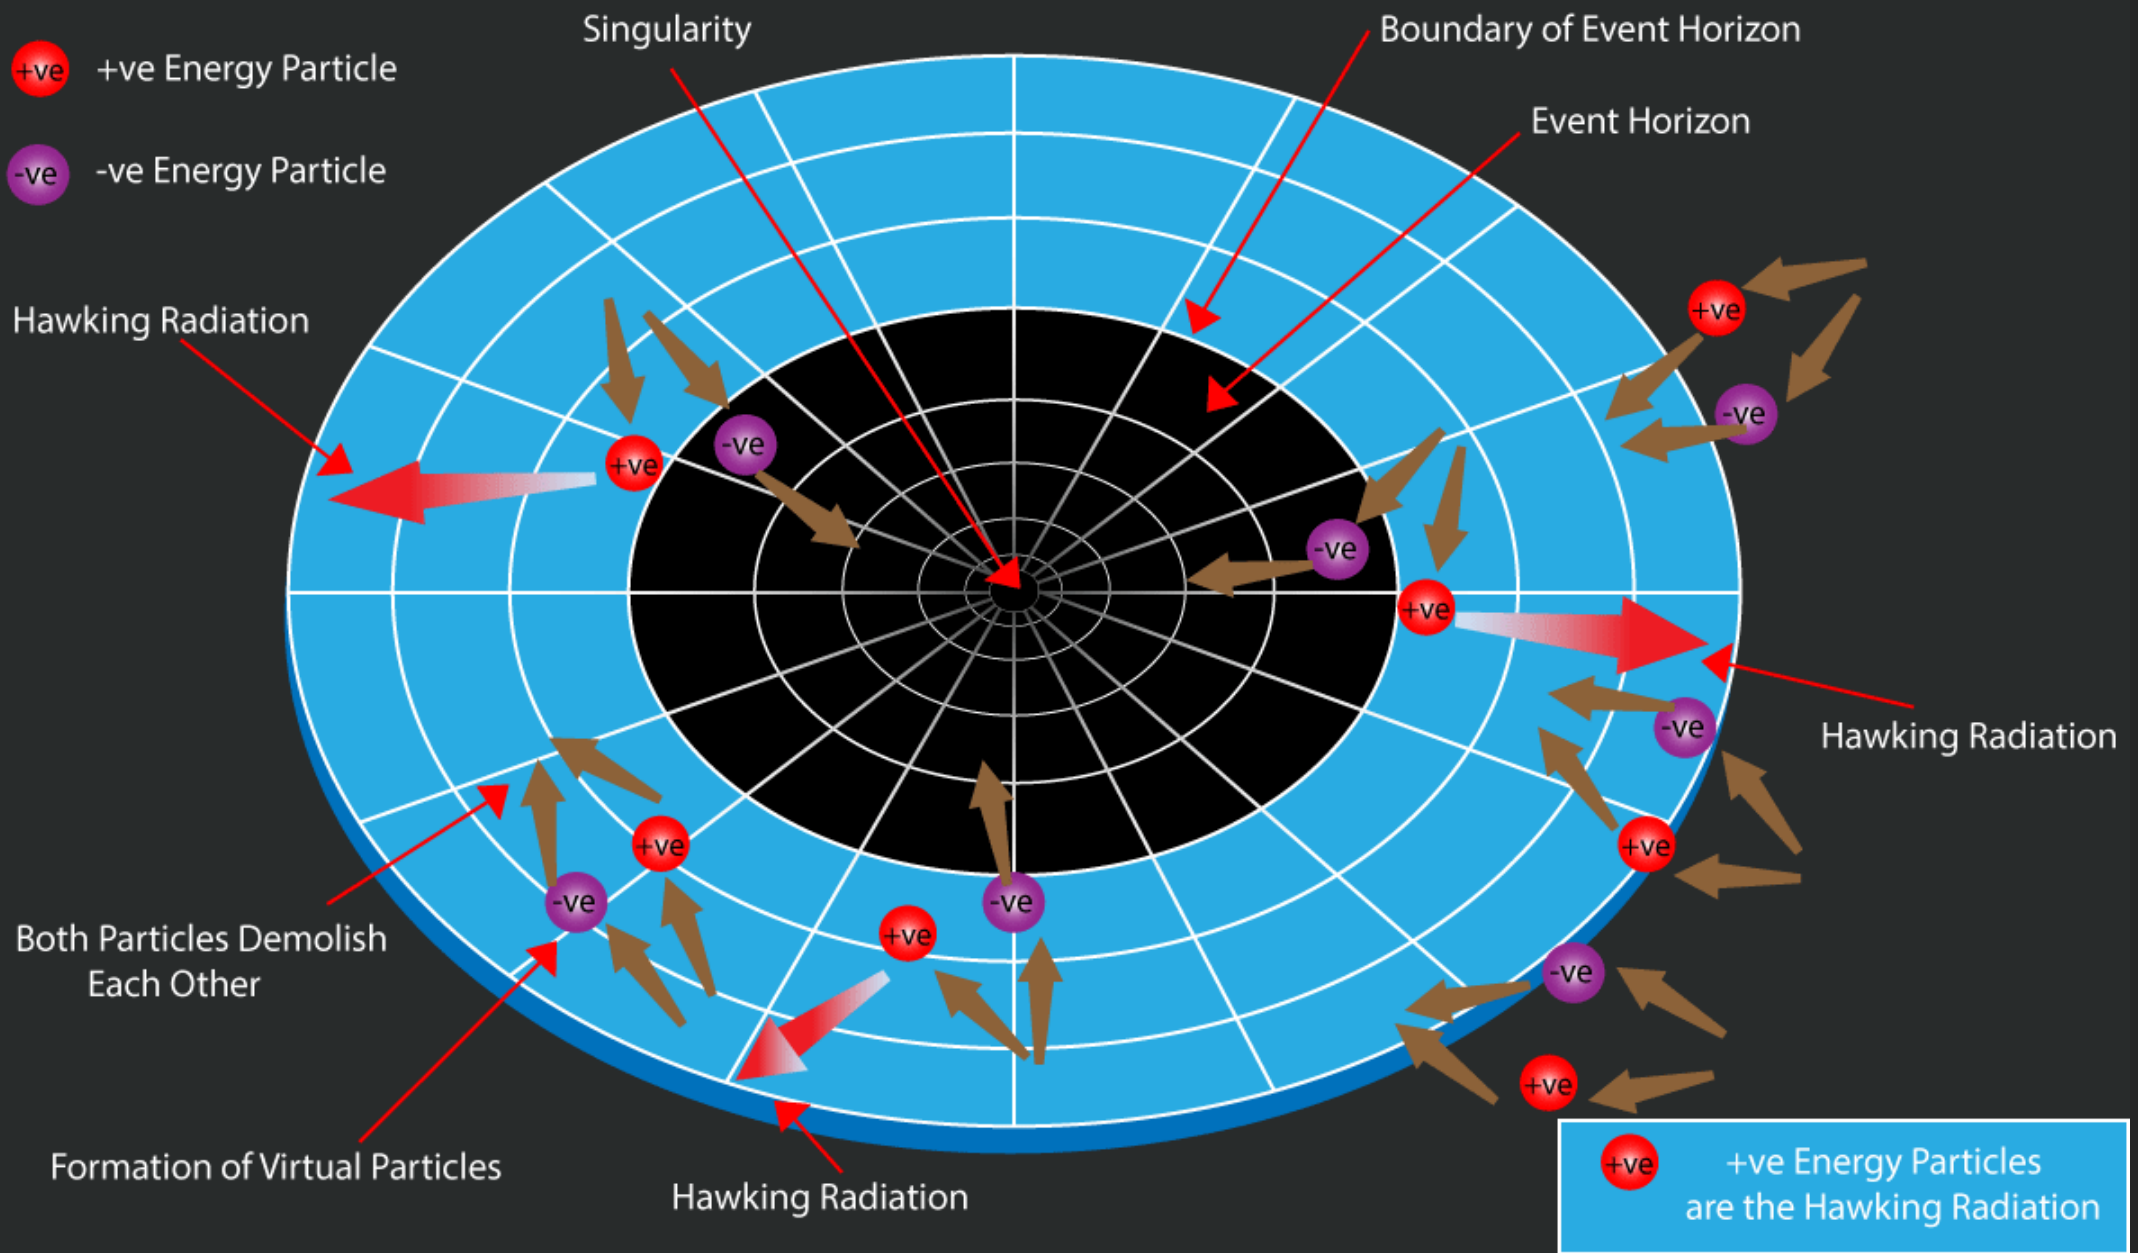 Singularity
Boundary of Event Horizon
+ve
+ve Energy Particle
Event Horizon
-ve
-ve Energy Particle
Hawking Radiation
+ve
-ve
-ve
+ve
-ve
+ve
+ve
-ve
Hawking Radiation
+ve
+ve
-ve
-ve
+ve
Both Particles Demolish
Each Other
-ve
+ve
Formation of Virtual Particles
Hawking Radiation
+ve
+ve Energy Particles
are the Hawking Radiation